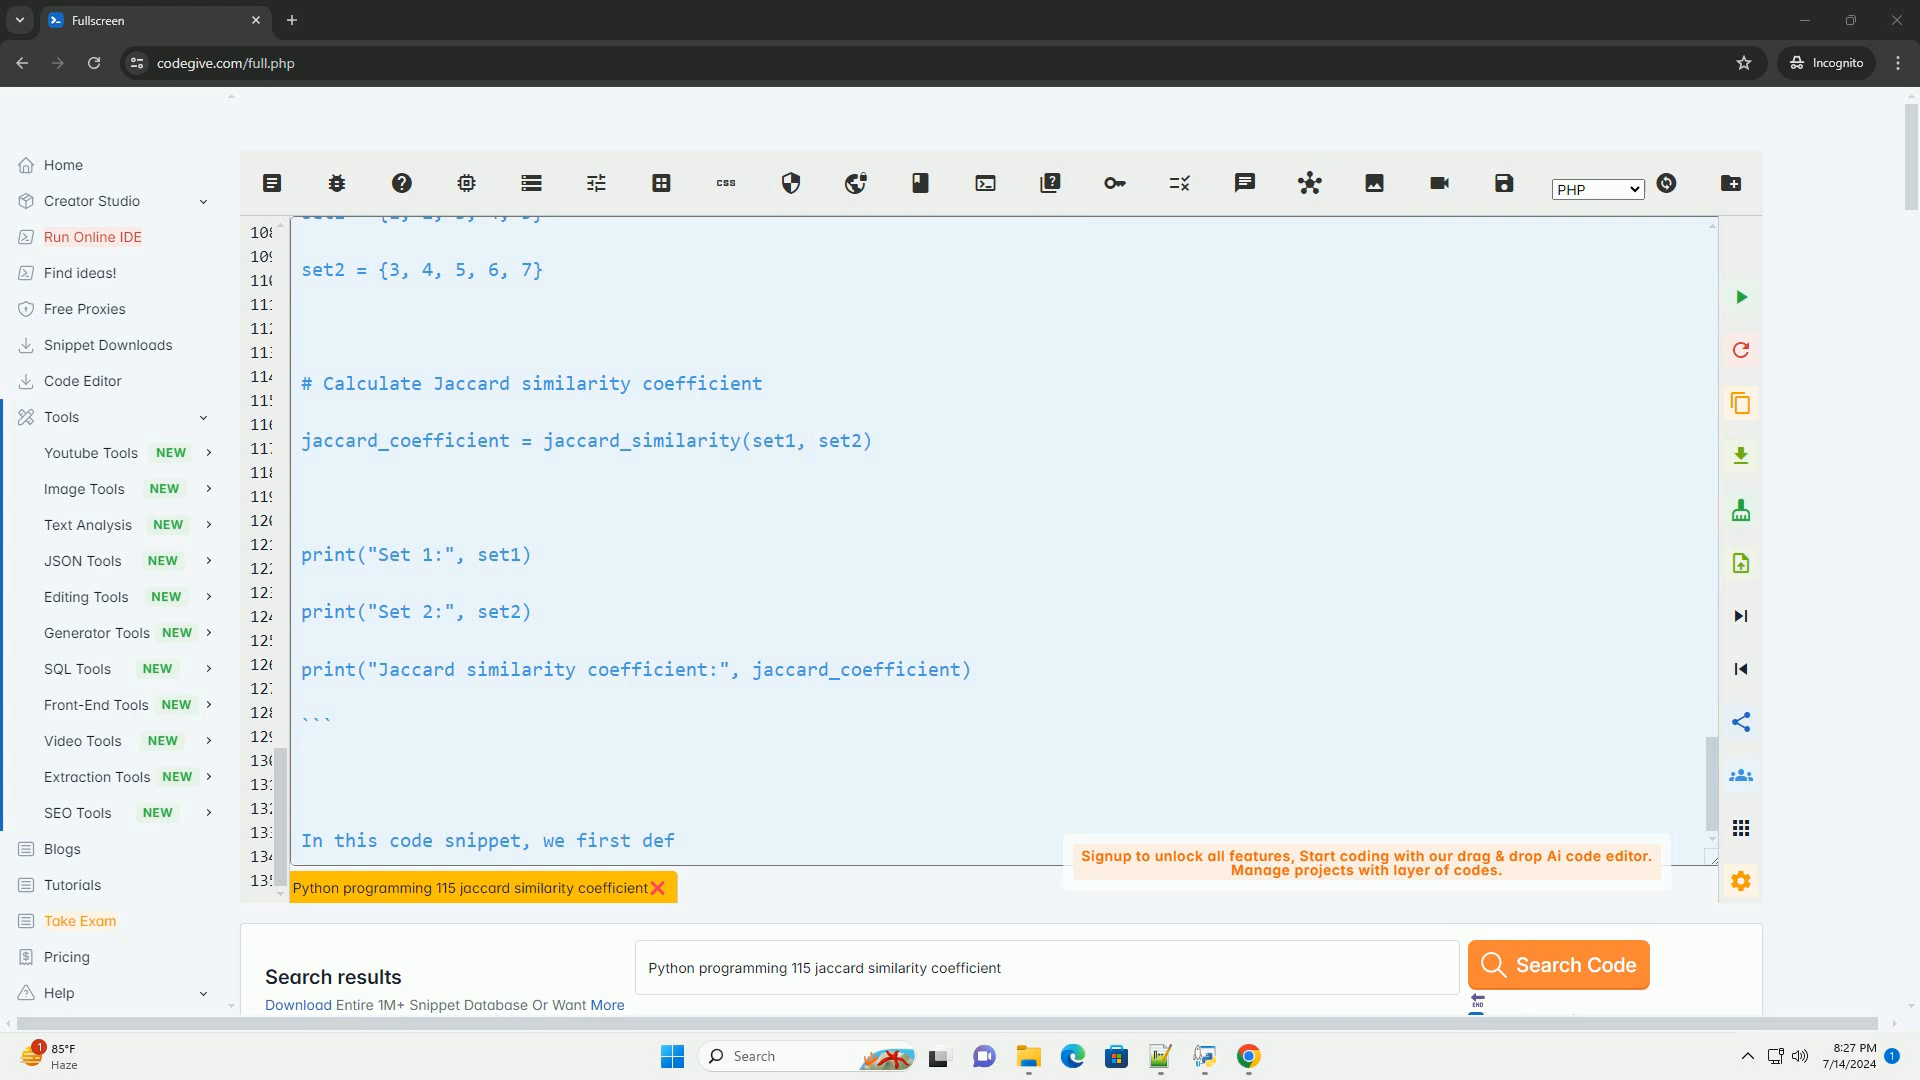 Fullscreen
codegive.com/full.php
Incognito
Home
Creator Studio
Run Online IDE
Find ideas!
Free Proxies
Snippet Downloads
Code Editor
Tools
Youtube Tools NEW
Image Tools NEW
Text Analysis NEW
JSON Tools NEW
Editing Tools NEW
Generator Tools NEW
SQL Tools NEW
Front-End Tools NEW
Video Tools NEW
Extraction Tools NEW
SEO Tools NEW
Blogs
Tutorials
Take Exam
Pricing
Help
css
PHP
set2 = {3, 4, 5, 6, 7}
# Calculate Jaccard similarity coefficient
jaccard_coefficient = jaccard_similarity(set1, set2)
print("Set 1:", set1)
print("Set 2:", set2)
print("Jaccard similarity coefficient:", jaccard_coefficient)
```
In this code snippet, we first def
Signup to unlock all features, Start coding with our drag & drop Ai code editor.
Manage projects with layer of codes.
Python programming 115 jaccard similarity coefficient
Search results
Download Entire 1M+ Snippet Database Or Want More
Python programming 115 jaccard similarity coefficient
Search Code
END
1
85°F
Haze
Search
8:27 PM
7/14/2024
1